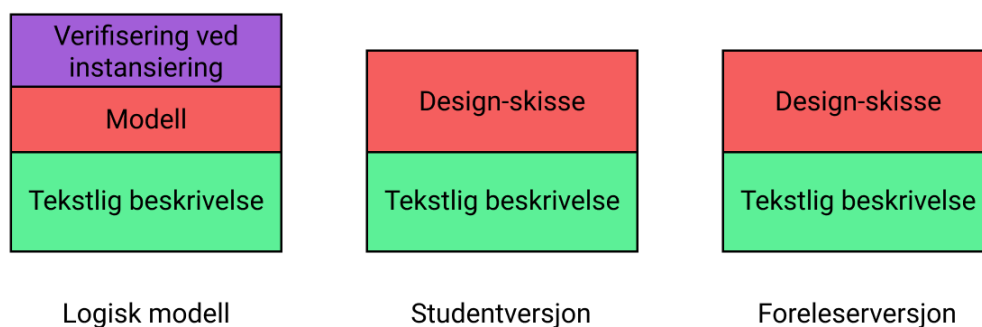 Verifisering ved
instansiering
Modell
Tekstlig beskrivelse
Logisk modell
Design-skisse
Tekstlig beskrivelse
Studentversjon
Design-skisse
Tekstlig beskrivelse
Foreleserversjon